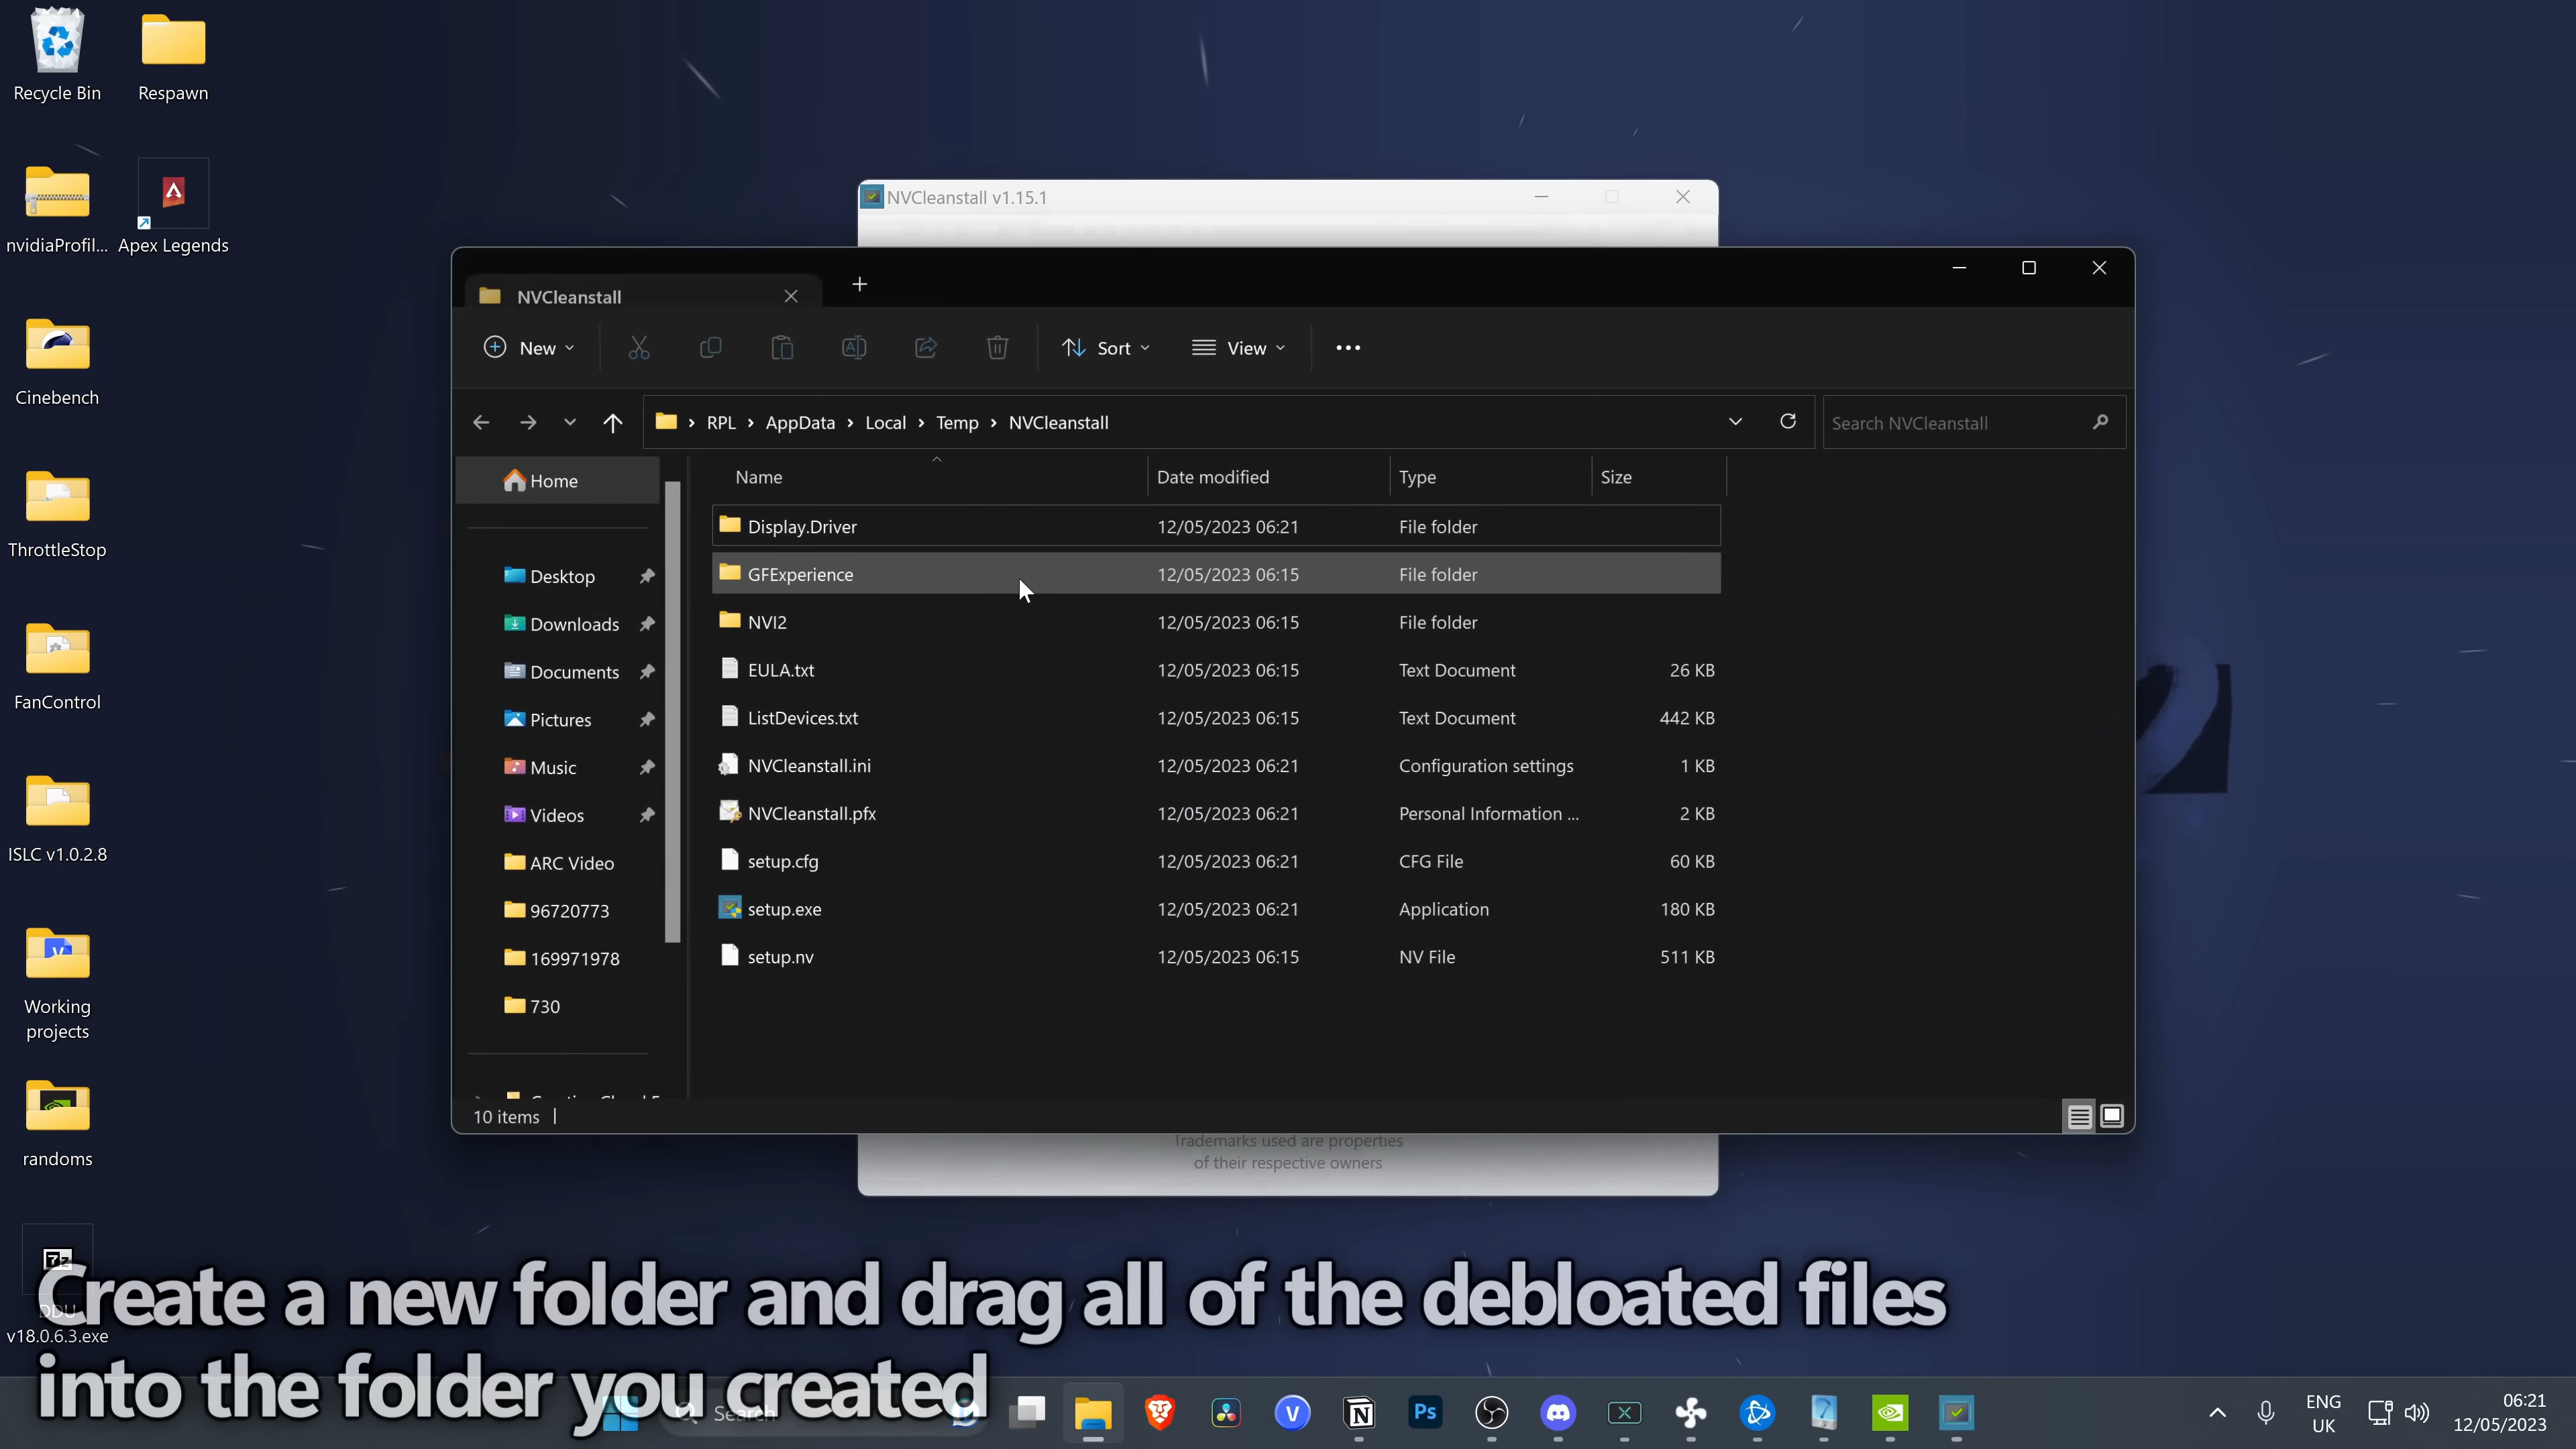 Recycle Bin
Respawn
nvidiaProfil...
Apex Legends
Cinebench
ThrottleStop
FanControl
ISLC v1.0.2.8
Working
projects
randoms
DDU
v18.0.6.3.exe
NVCleanstall v1.15.1
NVCleanstall
New
Sort
View
RPL
AppData
Local
Temp
NVCleanstall
Search NVCleanstall
Home
Desktop
Downloads
Documents
Pictures
Music
Videos
ARC Video
96720773
169971978
730
Name Date modified Type Size
Display.Driver 12/05/2023 06:21 File folder
GFExperience 12/05/2023 06:15 File folder
NVI2 12/05/2023 06:15 File folder
EULA.txt 12/05/2023 06:15 Text Document 26 KB
ListDevices.txt 12/05/2023 06:15 Text Document 442 KB
NVCleanstall.ini 12/05/2023 06:21 Configuration settings 1 KB
NVCleanstall.pfx 12/05/2023 06:21 Personal Information ... 2 KB
setup.cfg 12/05/2023 06:21 CFG File 60 KB
setup.exe 12/05/2023 06:21 Application 180 KB
setup.nv 12/05/2023 06:15 NV File 511 KB
10 items
Trademarks used are properties
of their respective owners
Create a new folder and drag all of the debloated files
into the folder you created
Search
Ps
ENG
UK
06:21
12/05/2023